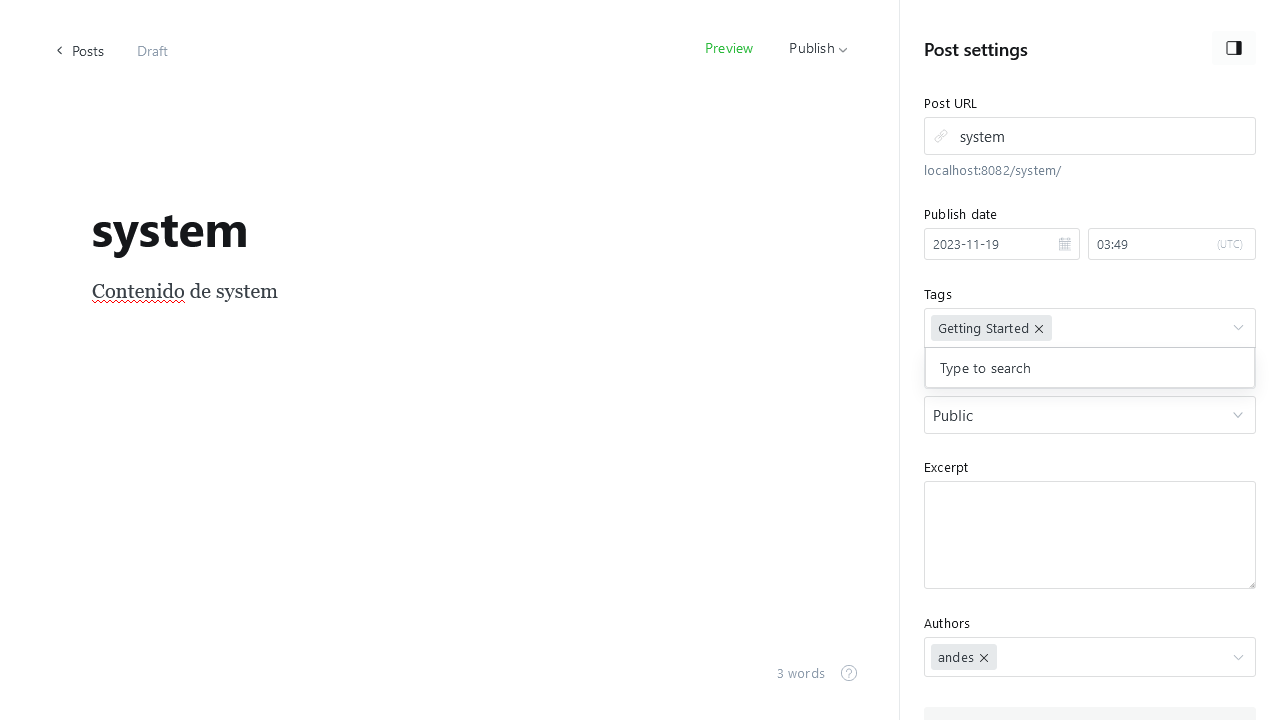 Posts
Draft
Preview
Publish
system
Contenido de system
3 words
Post settings
Post URL
system
localhost:8082/system/
Publish date
2023-11-19
03:49
(UTC)
Tags
Getting Started
Type to search
Public
Excerpt
Authors
andes